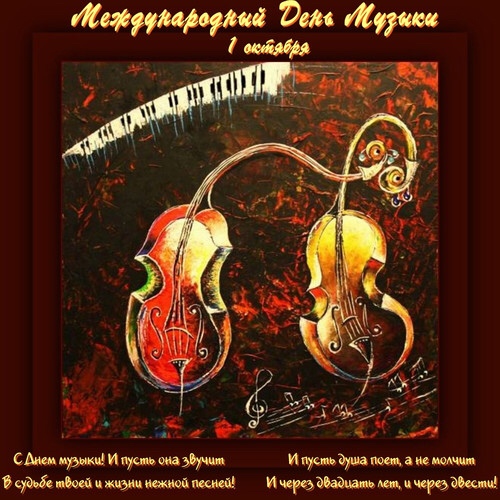 Международный День Музыки
1 октября
С Днем музыки! И пусть она звучит
В судьбе твоей и жизни нежной песней!
И пусть душа поет, а не молчит
И через двадцать лет, и через двести!